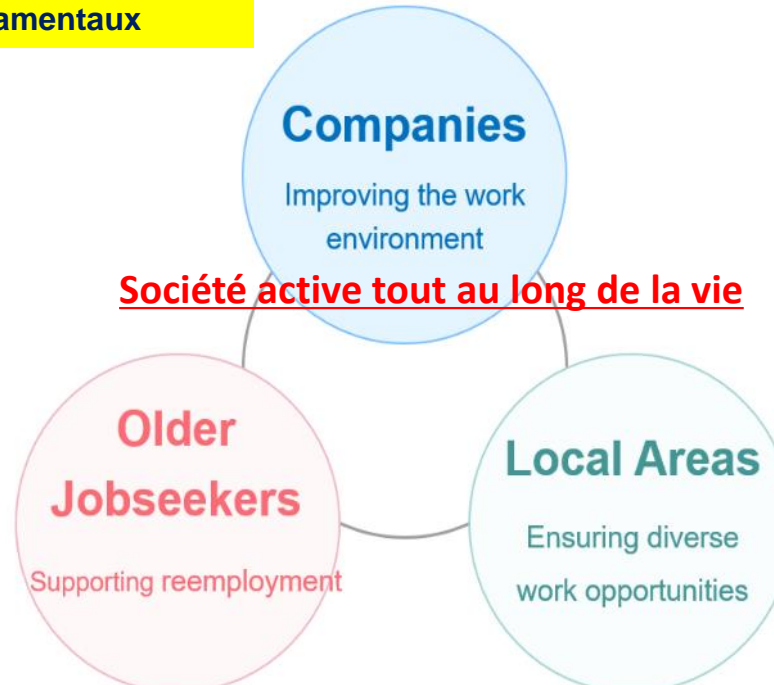 amentaux
Companies
Improving the work
environment
Société active tout au long de la vie
Older
Jobseekers
Supporting reemployment
Local Areas
Ensuring diverse
work opportunities